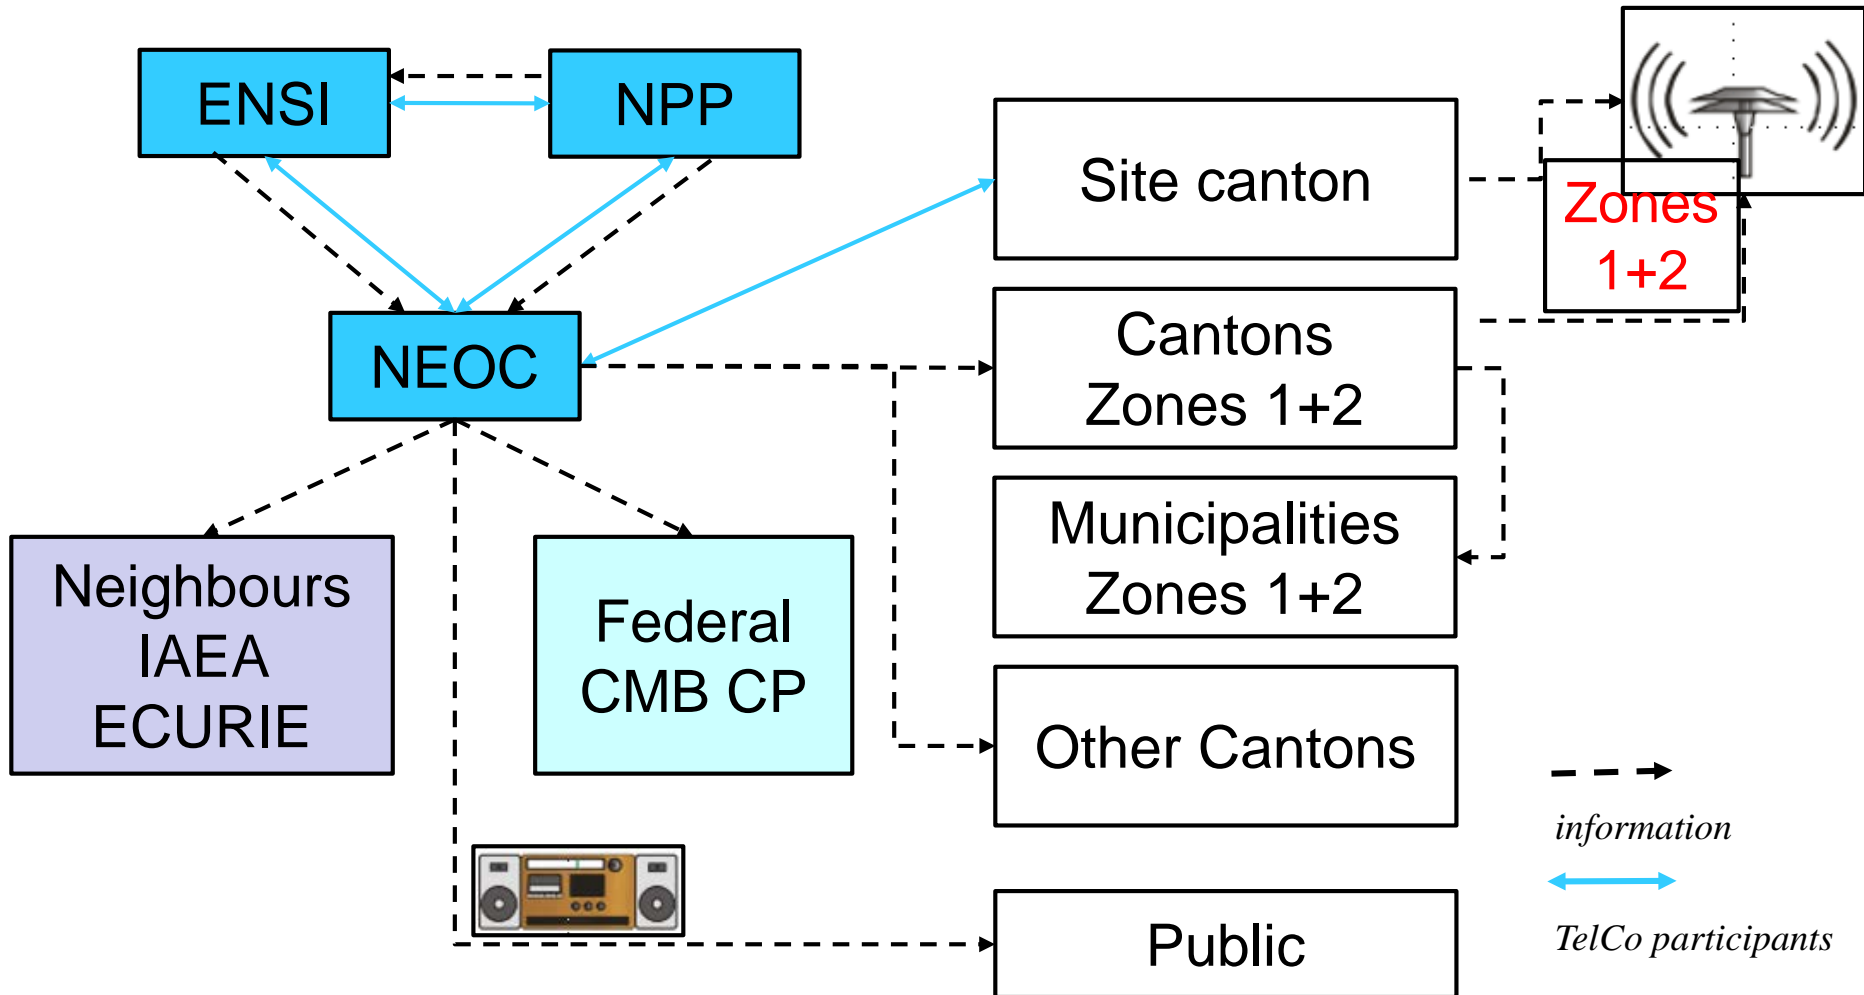 ENSI
NPP
NEOC
Neighbours
IAEA
ECURIE
Federal
CMB CP
Site canton
Cantons
Zones 1+2
Municipalities
Zones 1+2
Other Cantons
Public
Zones
1+2
information
TelCo participants